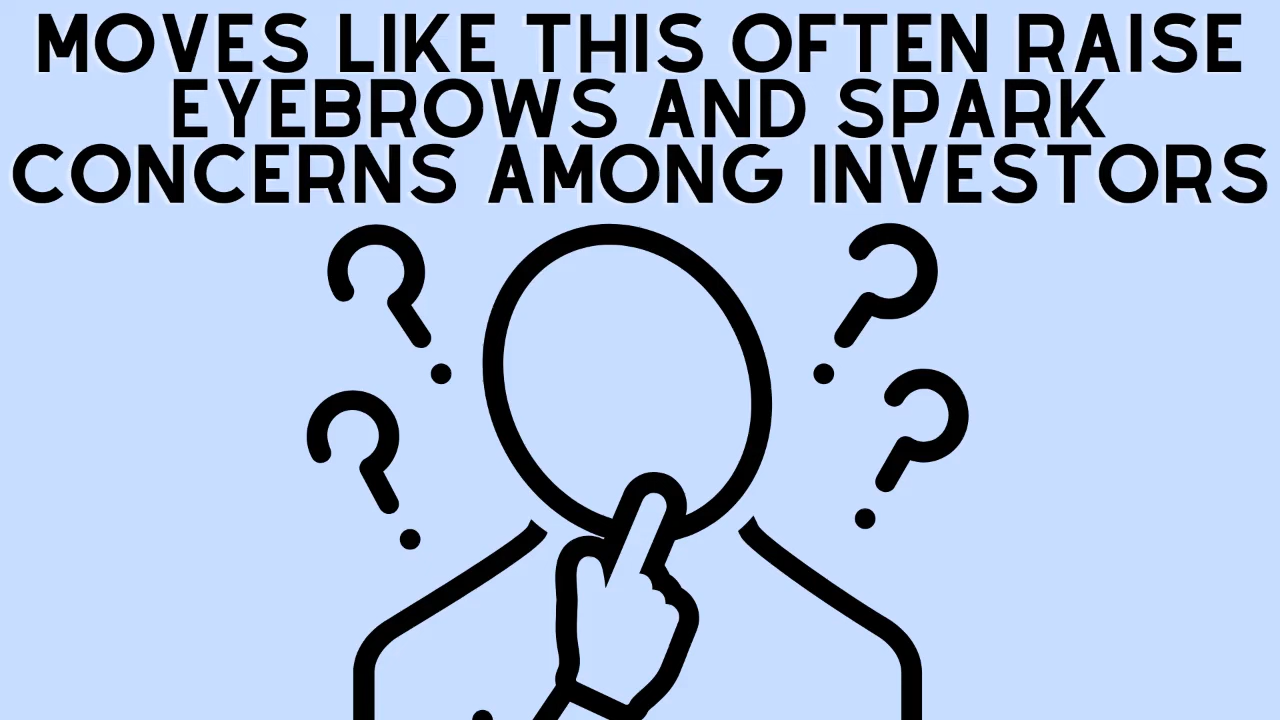 MOVES LIKE THIS OFTEN RAISE
EYEBROWS AND SPARK
CONCERNS AMONG INVESTORS